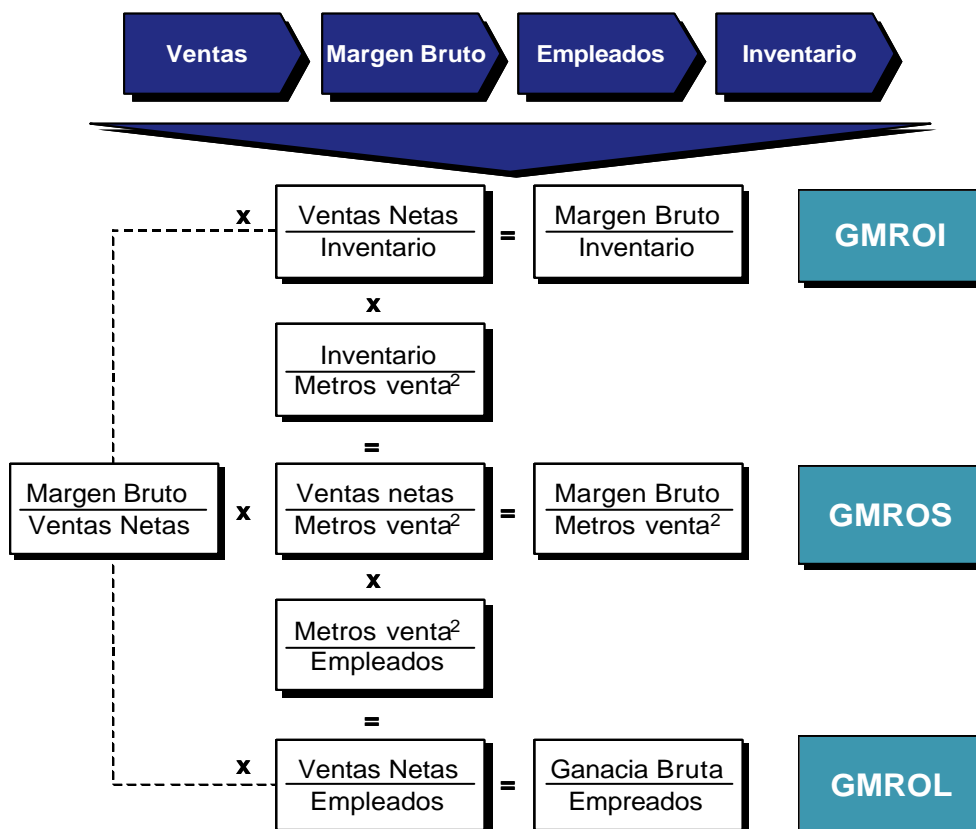 Ventas
Margen Bruto
Empleados
Inventario
x
Ventas Netas
Inventario
=
Margen Bruto
Inventario
GMROI
x
Inventario
Metros venta²
=
Margen Bruto
Ventas Netas
x
Ventas netas
Metros venta²
=
Margen Bruto
Metros venta²
GMROS
x
Metros venta²
Empleados
=
x
Ventas Netas
Empleados
=
Ganacia Bruta
Empreados
GMROL